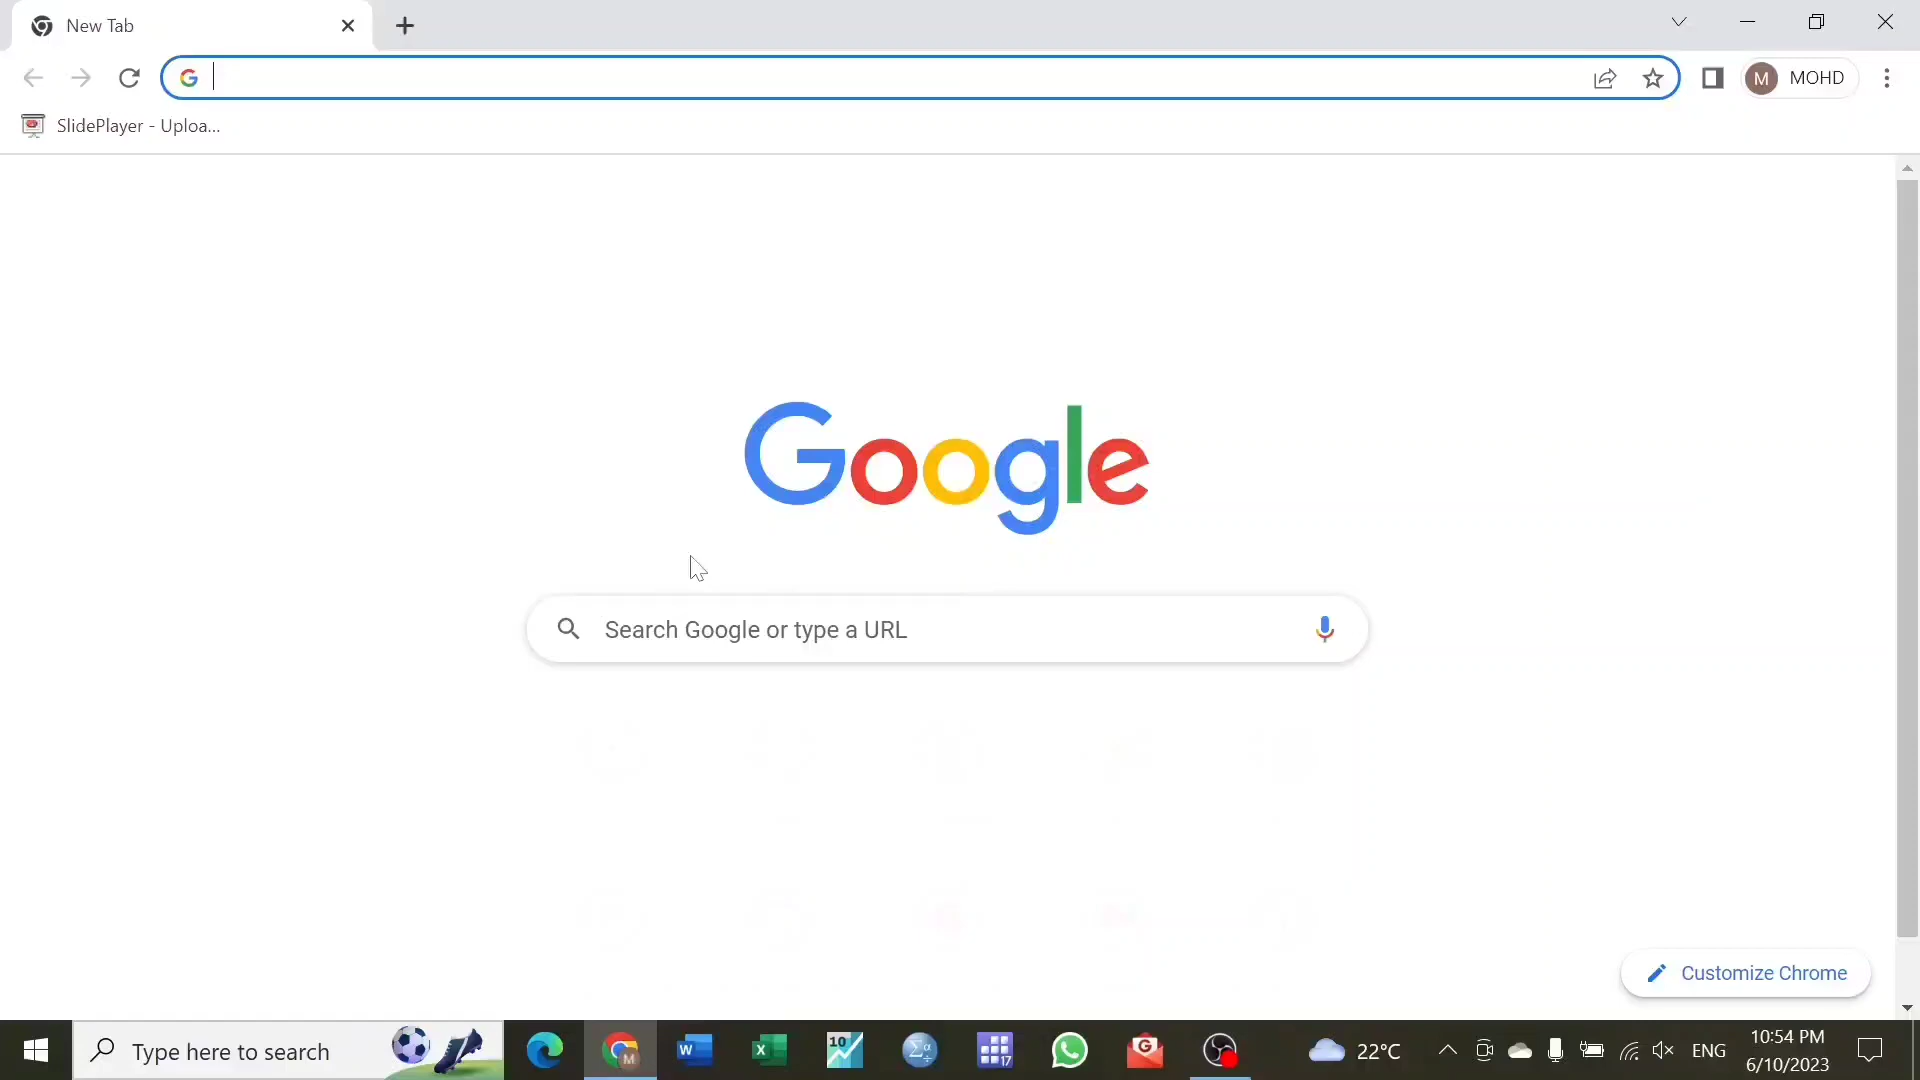 New Tab
MOHD
M
SlidePlayer - Uploa...
Google
Search Google or type a URL
Customize Chrome
Type here to search
22°C
ENG
10:54 PM
6/10/2023